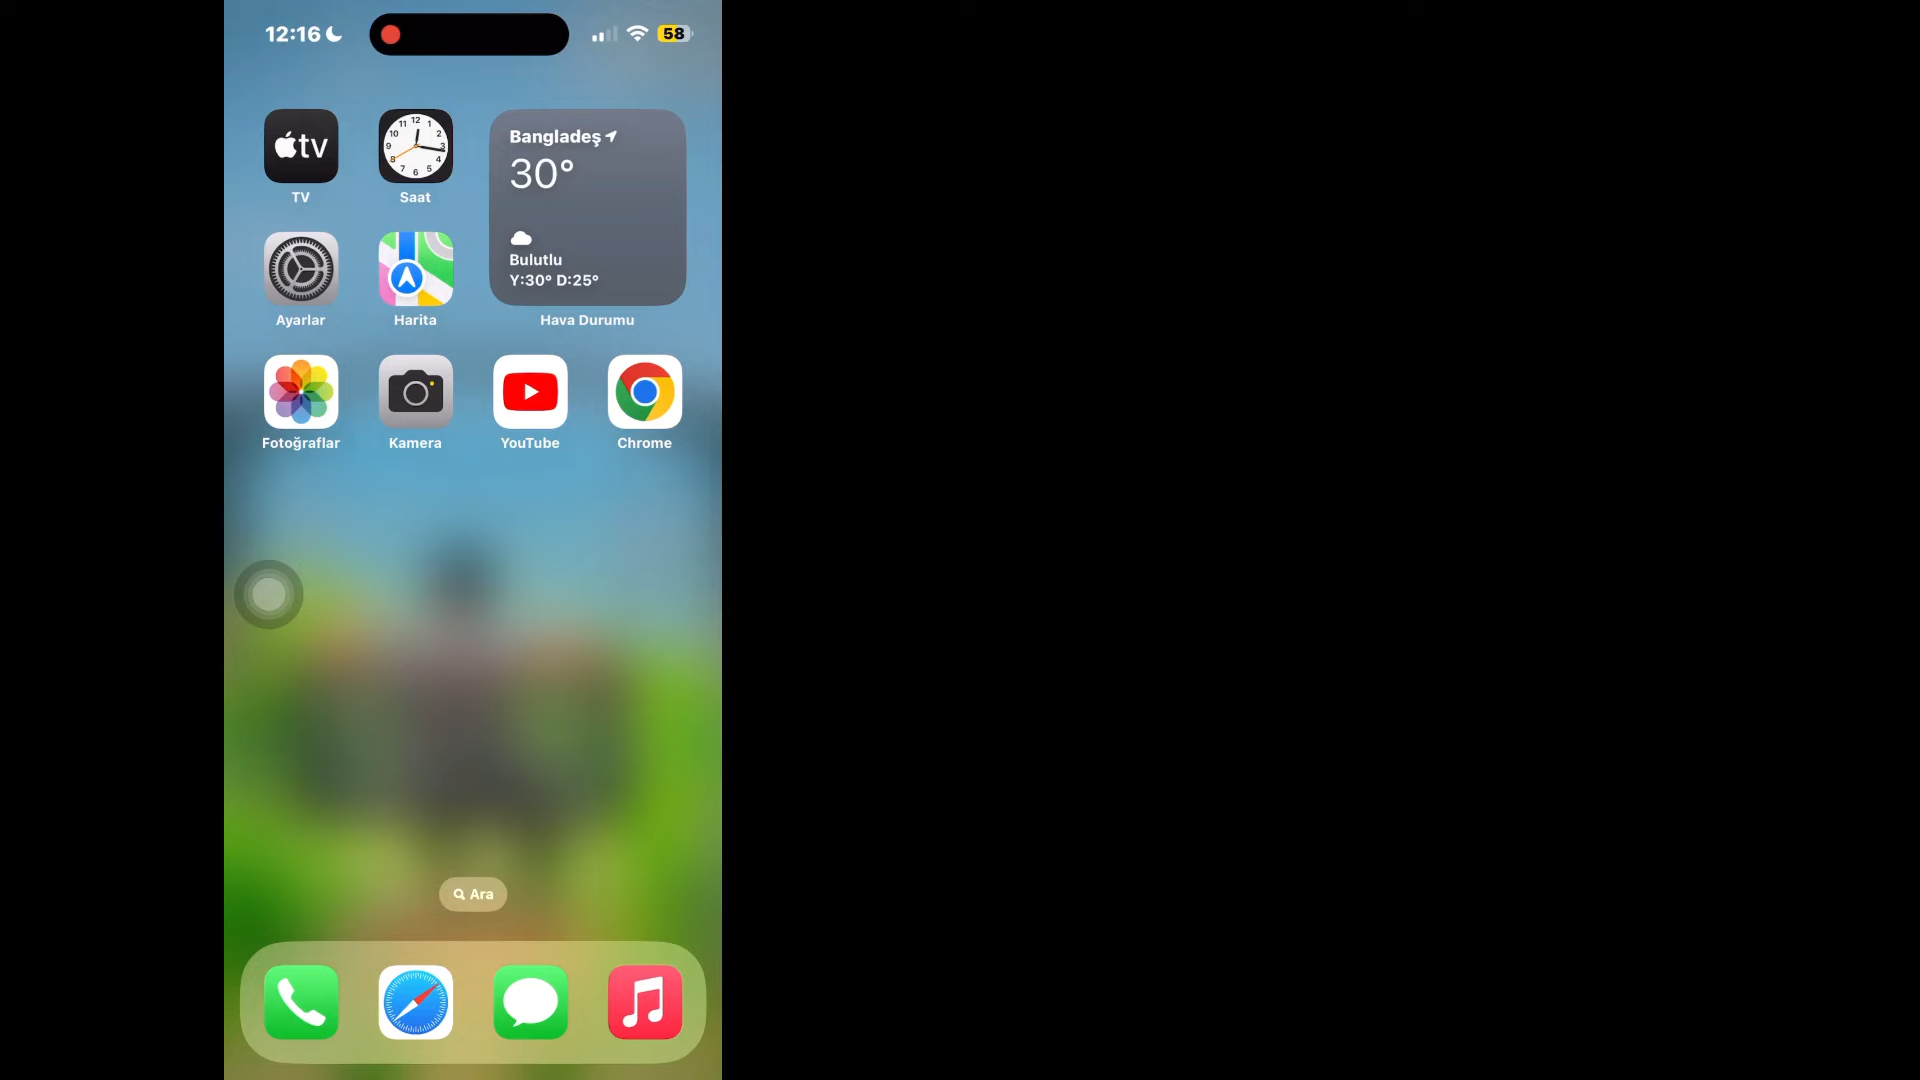 12:16
58
tv
TV
Saat
Bangladeş
30°
Bulutlu
Y:30° D:25°
Ayarlar
Harita
Hava Durumu
Fotoğraflar
Kamera
YouTube
Chrome
Ara